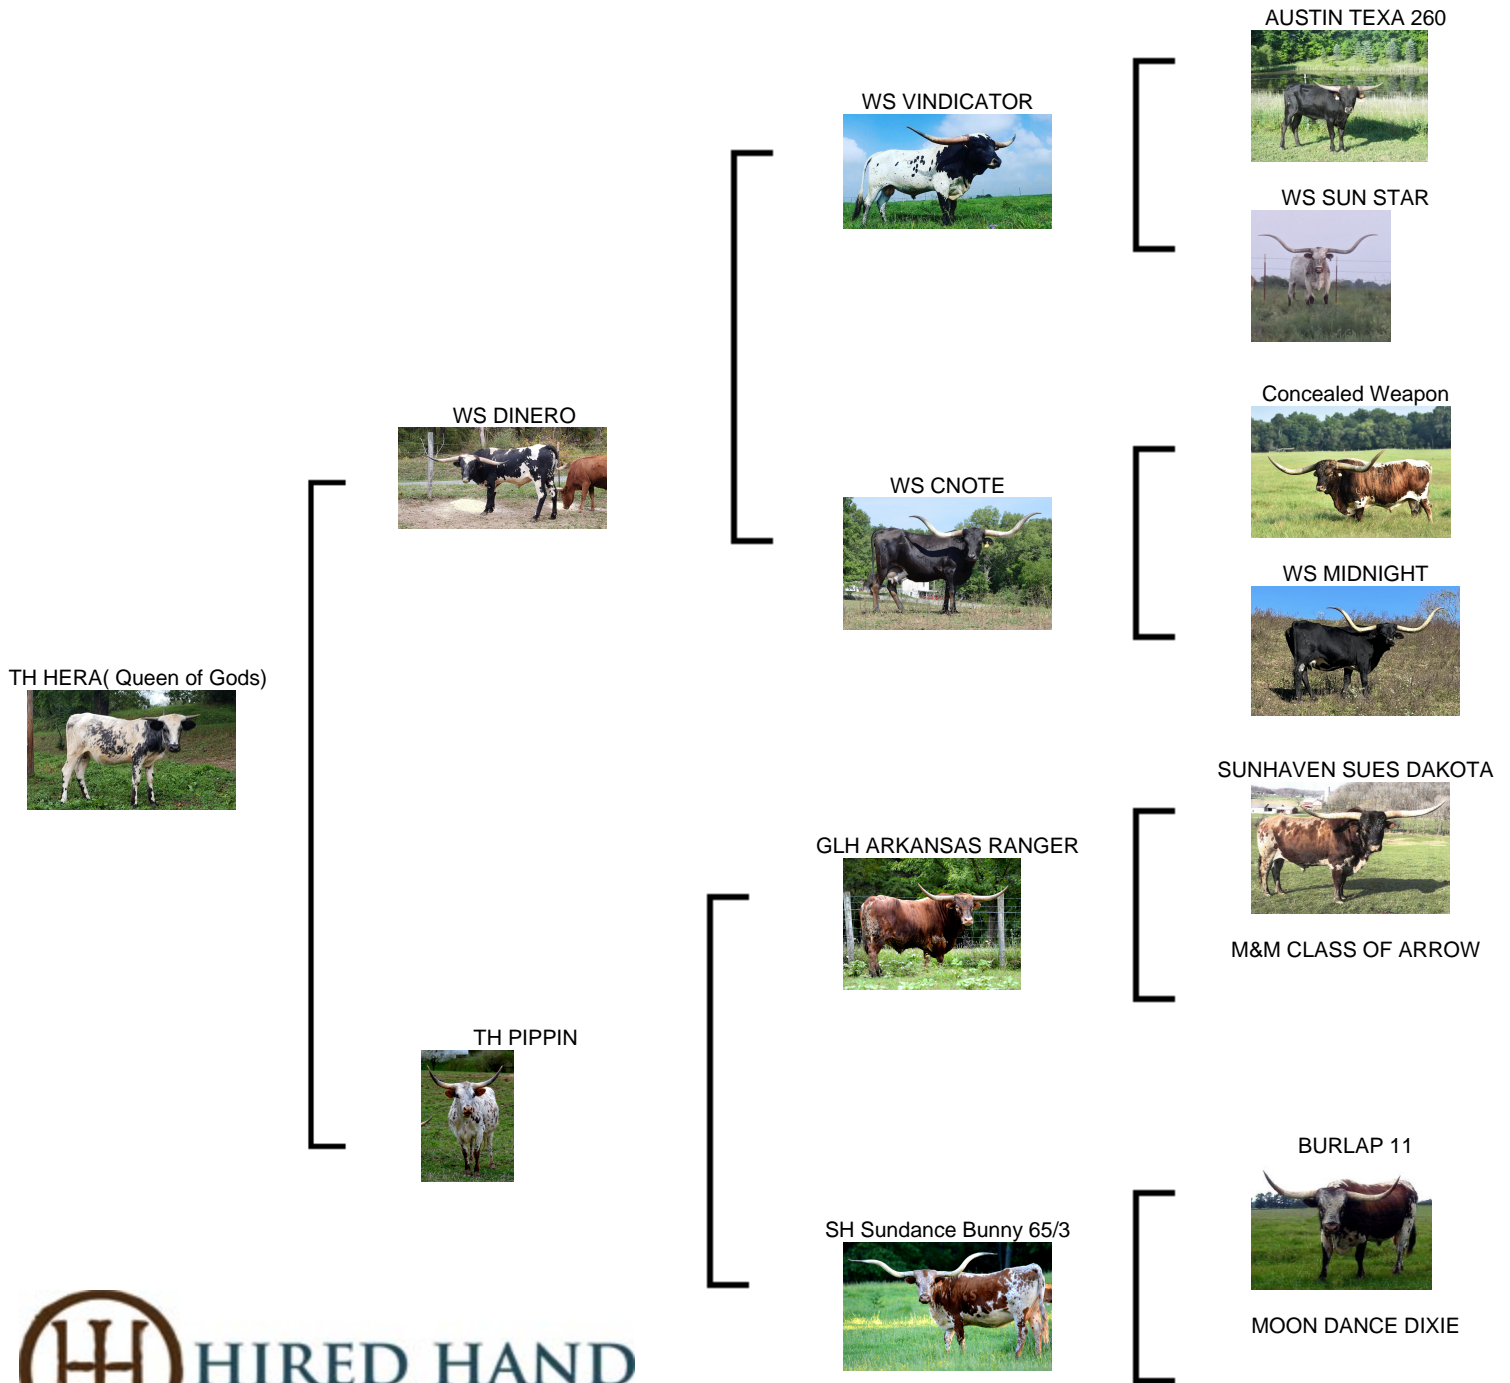 AUSTIN TEXA 260
WS VINDICATOR
WS SUN STAR
Concealed Weapon
WS DINERO
WS CNOTE
WS MIDNIGHT
TH HERA( Queen of Gods)
SUNHAVEN SUES DAKOTA
GLH ARKANSAS RANGER
M&M CLASS OF ARROW
TH PIPPIN
BURLAP 11
SH Sundance Bunny 65/3
MOON DANCE DIXIE
HIRED HAND